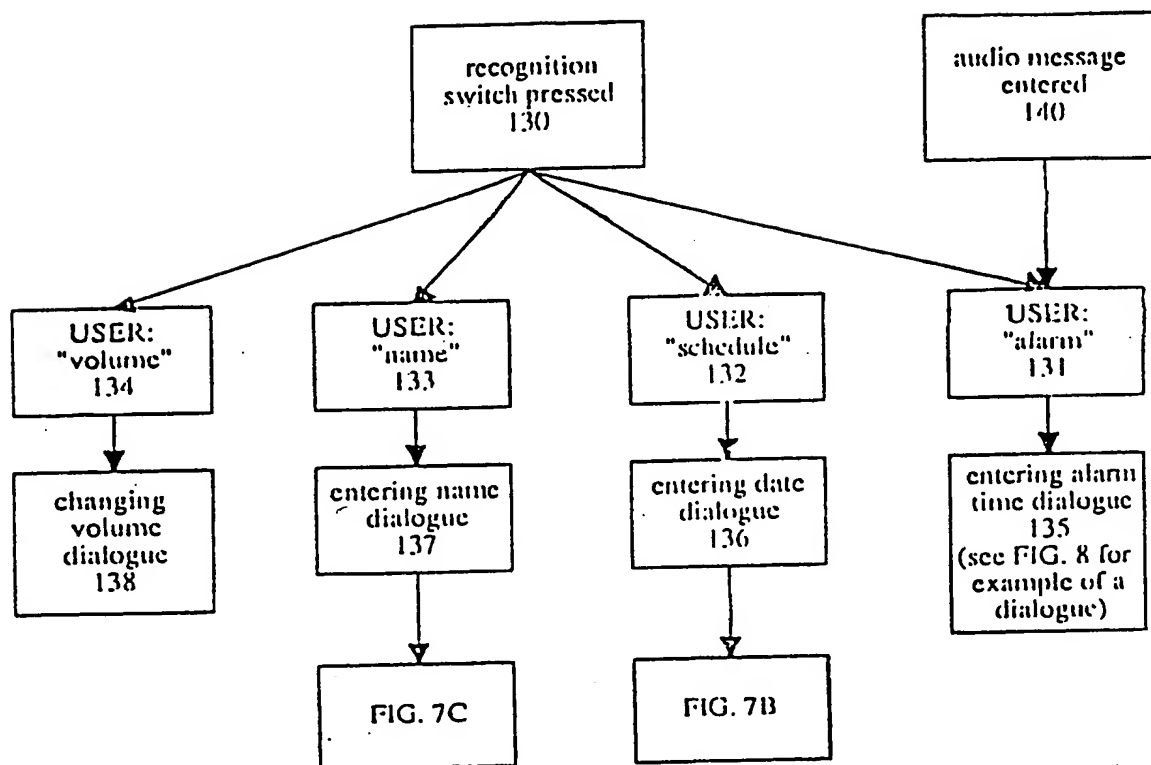 recognition
switch pressed
130
audio message
entered
140
USER:
"volume"
134
USER:
"name"
133
USER:
"schedule"
132
USER:
"alarm"
131
changing
volume
dialogue
138
entering name
dialogue
137
entering date
dialogue
136
entering alarm
time dialogue
135
(see FIG. 8 for
example of a
dialogue)
FIG. 7C
FIG. 7B